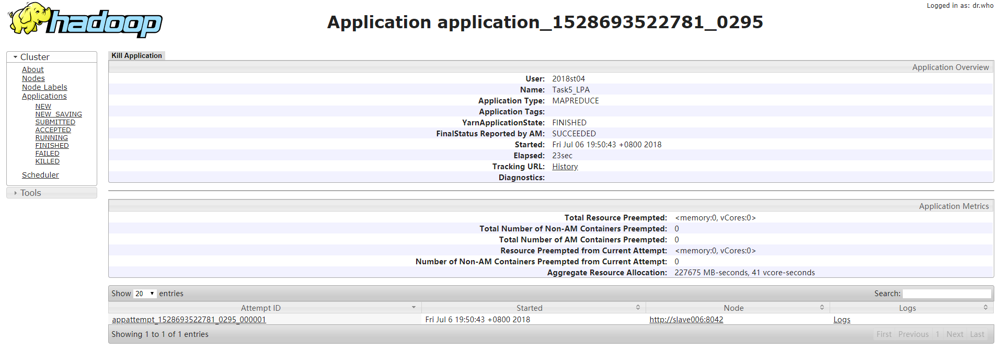 Logged in as: dr.who
hadoop
Application application_1528693522781_0295
Cluster
About
Nodes
Node Labels
Applications
NEW
NEW_SAVING
SUBMITTED
ACCEPTED
RUNNING
FINISHED
FAILED
KILLED
Scheduler
Tools
Kill Application
Application Overview
User: 2018st04
Name: Task5_LPA
Application Type: MAPREDUCE
Application Tags:
YarnApplicationState: FINISHED
FinalStatus Reported by AM: SUCCEEDED
Started: Fri Jul 06 19:50:43 +0800 2018
Elapsed: 23sec
Tracking URL: History
Diagnostics:
Application Metrics
Total Resource Preempted: <memory:0, vCores:0>
Total Number of Non-AM Containers Preempted: 0
Total Number of AM Containers Preempted: 0
Resource Preempted from Current Attempt: <memory:0, vCores:0>
Number of Non-AM Containers Preempted from Current Attempt: 0
Aggregate Resource Allocation: 227675 MB-seconds, 41 vcore-seconds
Show 20 entries Search:
Attempt ID Started Node Logs
appattempt_1528693522781_0295_000001 Fri Jul 6 19:50:43 +0800 2018 http://slave006:8042 Logs
Showing 1 to 1 of 1 entries First Previous 1 Next Last